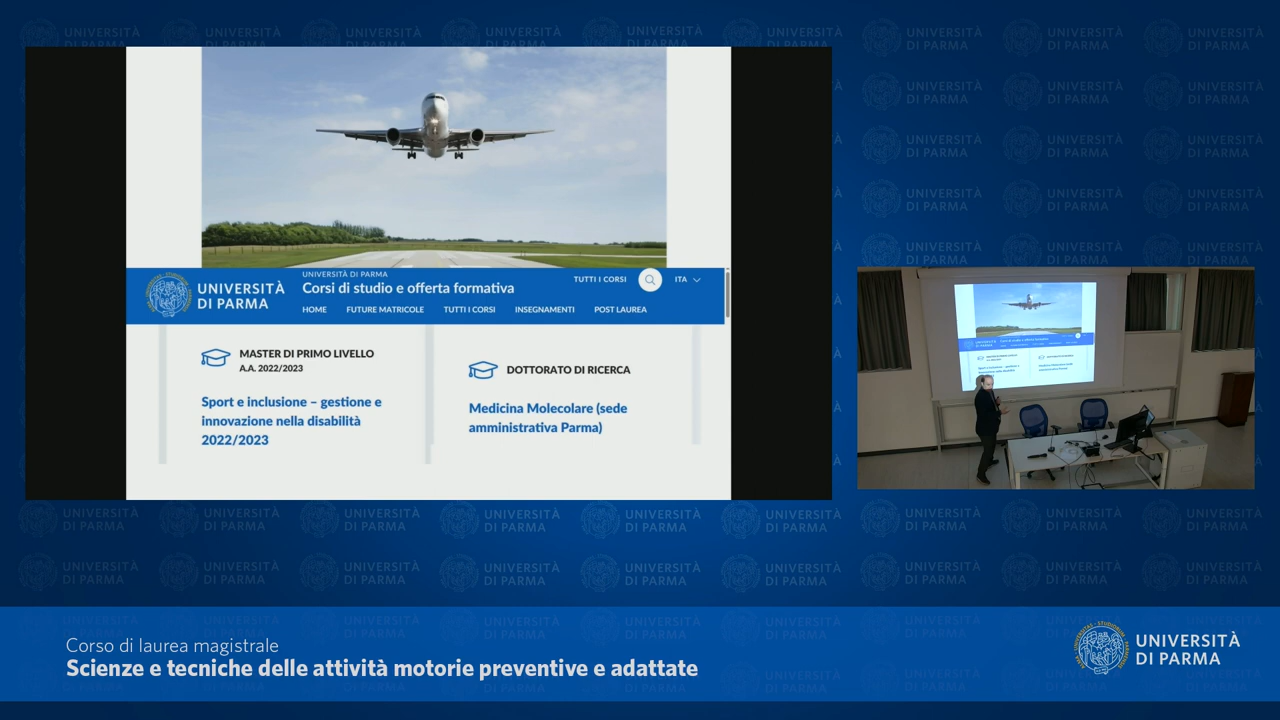 UNIVERSITÀ
DI PARMA
UNIVERSITÀ DI PARMA
Corsi di studio e offerta formativa
TUTTI I CORSI
ITA
HOME
FUTURE MATRICOLE
TUTTI I CORSI
INSEGNAMENTI
POST LAUREA
MASTER DI PRIMO LIVELLO
A.A. 2022/2023
Sport e inclusione – gestione e
innovazione nella disabilità
2022/2023
DOTTORATO DI RICERCA
Medicina Molecolare (sede
amministrativa Parma)
Corso di laurea magistrale
Scienze e tecniche delle attività motorie preventive e adattate
UNIVERSITÀ
DI PARMA